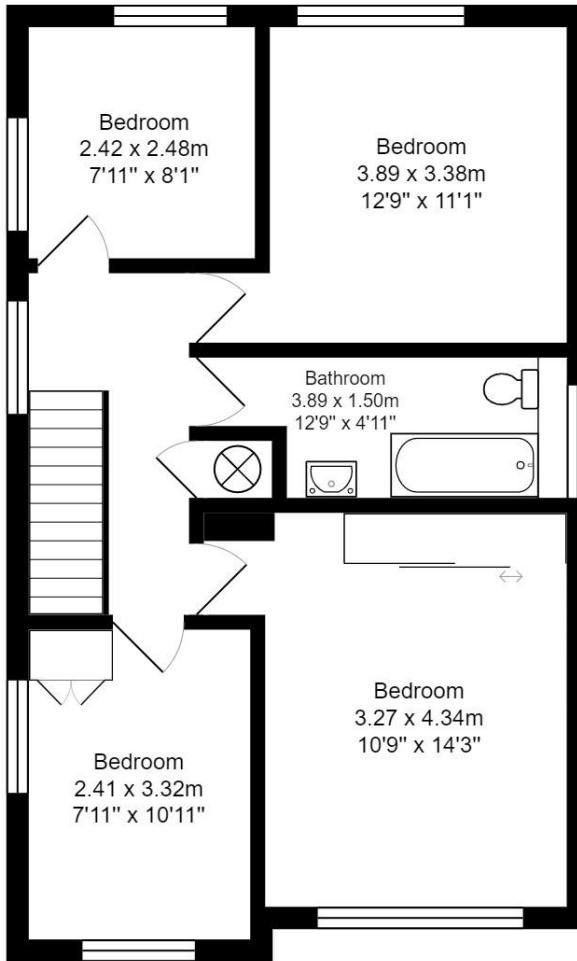 Bedroom
2.42 x 2.48m
7'11" x 8'1"
Bedroom
3.89 x 3.38m
12'9" x 11'1"
Bathroom
3.89 x 1.50m
12'9" x 4'11"
Bedroom
3.27 x 4.34m
10'9" x 14'3"
Bedroom
2.41 x 3.32m
7'11" x 10'11"